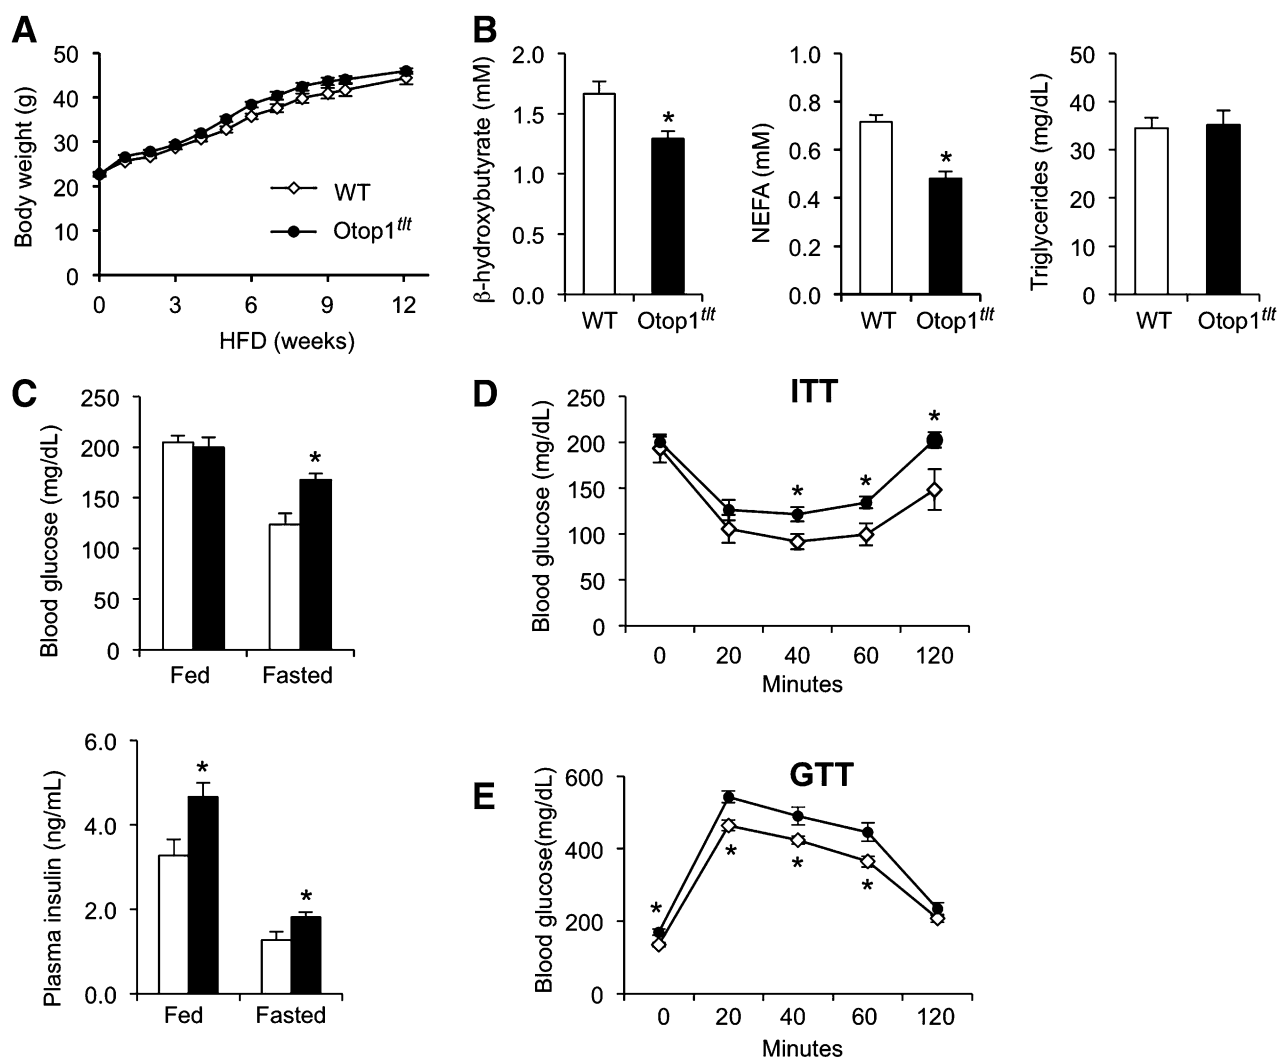 A
Body weight (g)
50
40
30
20
10
0
0 3 6 9 12
HFD (weeks)
WT
Otop1tlt
B
β-hydroxybutyrate (mM)
2.0
1.5
1.0
0.5
0.0
*
WT Otop1tlt
NEFA (mM)
1.0
0.8
0.6
0.4
0.2
0.0
*
WT Otop1tlt
Triglycerides (mg/dL)
50
40
30
20
10
0
WT Otop1tlt
C
Blood glucose (mg/dL)
250
200
150
100
50
0
*
Fed Fasted
Plasma insulin (ng/mL)
6.0
4.0
2.0
0.0
* *
Fed Fasted
D
ITT
Blood glucose (mg/dL)
250
200
150
100
50
0
* * *
0 20 40 60 120
Minutes
E
GTT
Blood glucose(mg/dL)
600
400
200
0
* * * *
0 20 40 60 120
Minutes